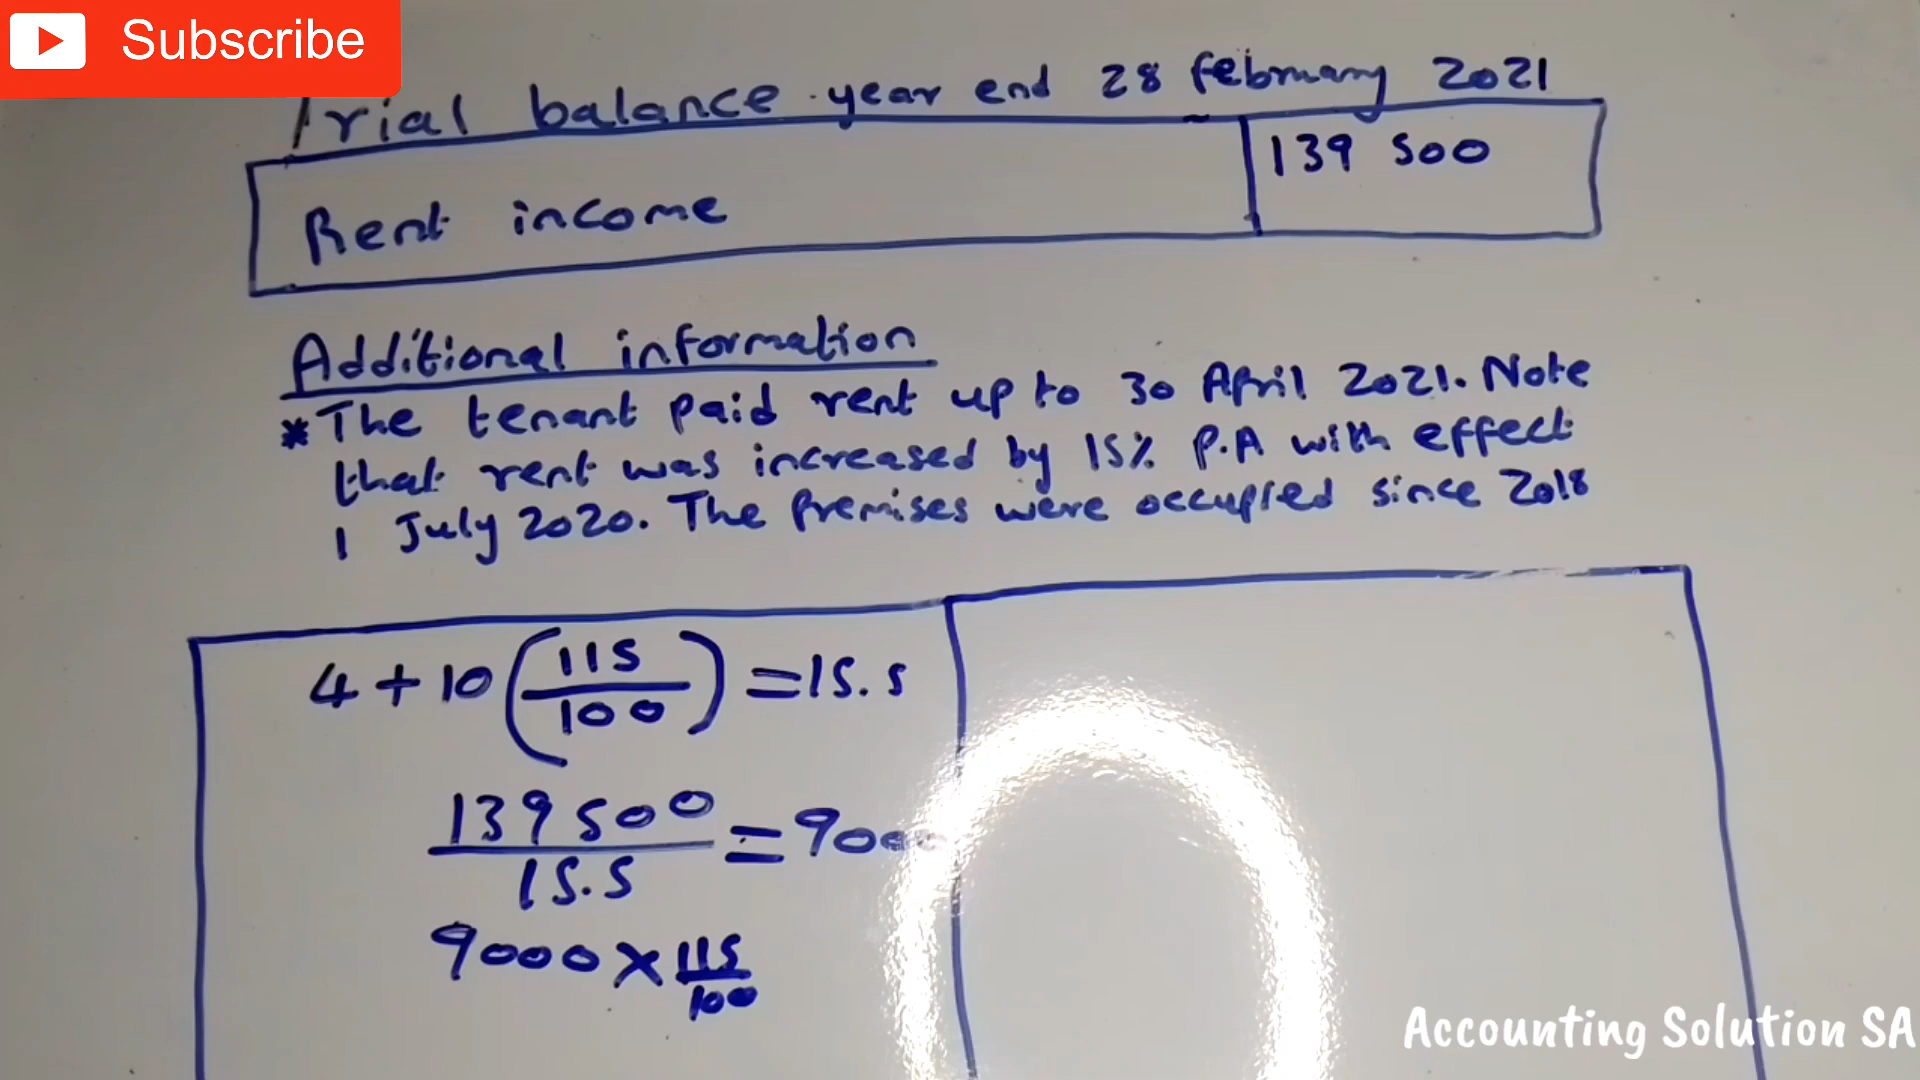 Subscribe
Trial balance year end 28 february 2021
Rent income
139 500
Additional information
*The tenant paid rent up to 30 April 2021. Note
that rent was increased by 15% P.A with effect
1 July 2020. The premises were occupied since 2018
4 + 10 (115/100) = 15.5
139 500/15.5 = 9000
9000 × 115/100
Accounting Solution SA